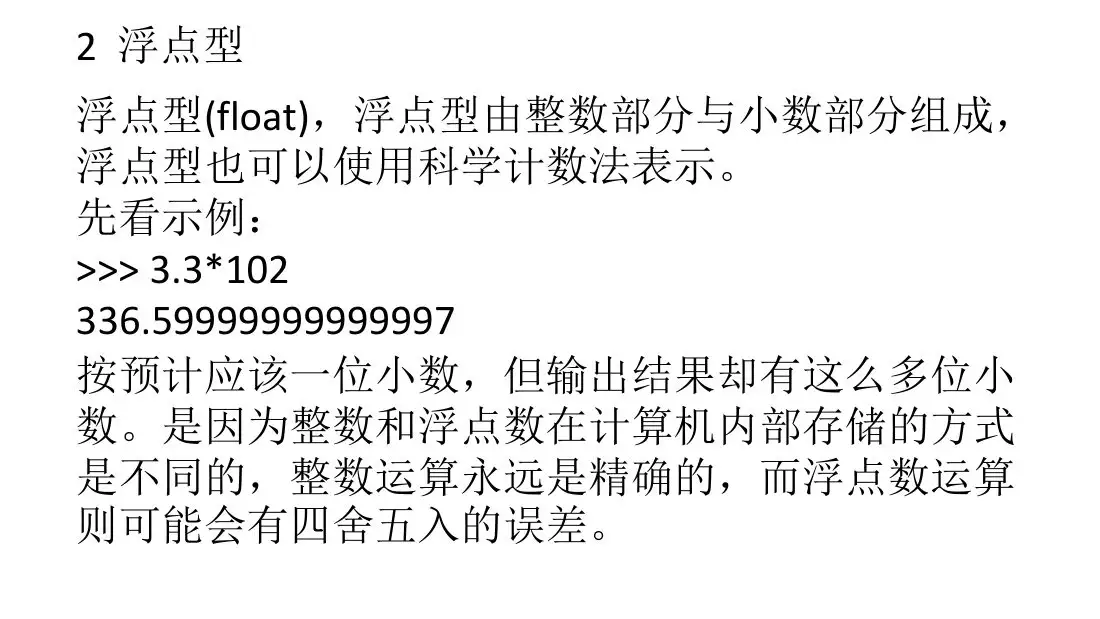 2 浮点型
浮点型(float)，浮点型由整数部分与小数部分组成，
浮点型也可以使用科学计数法表示。
先看示例：
>>> 3.3*102
336.59999999999997
按预计应该一位小数，但输出结果却有这么多位小
数。是因为整数和浮点数在计算机内部存储的方式
是不同的，整数运算永远是精确的，而浮点数运算
则可能会有四舍五入的误差。